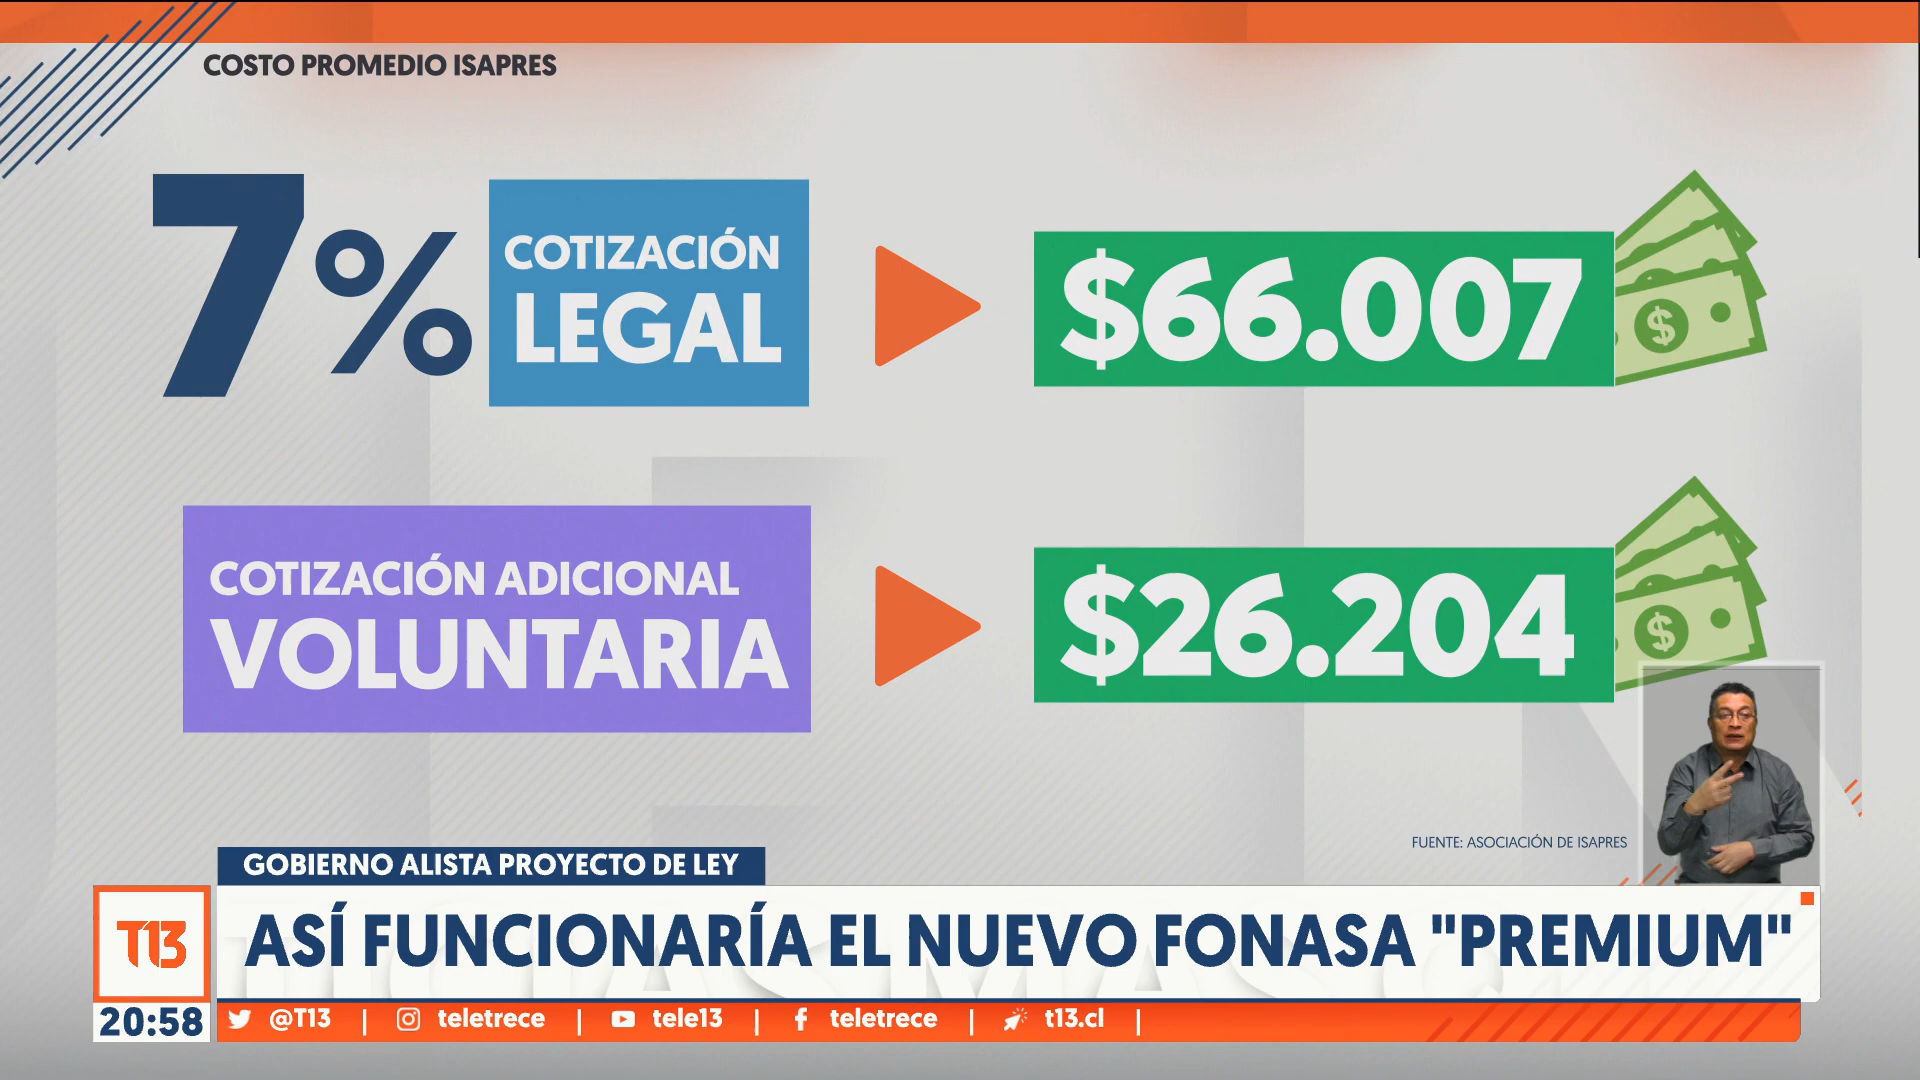 COSTO PROMEDIO ISAPRES
7%
COTIZACIÓN
LEGAL
$66.007
COTIZACIÓN ADICIONAL
VOLUNTARIA
$26.204
FUENTE: ASOCIACIÓN DE ISAPRES
GOBIERNO ALISTA PROYECTO DE LEY
ASÍ FUNCIONARÍA EL NUEVO FONASA "PREMIUM"
T13
20:58 @T13 | teletrece | tele13 | teletrece | t13.cl |